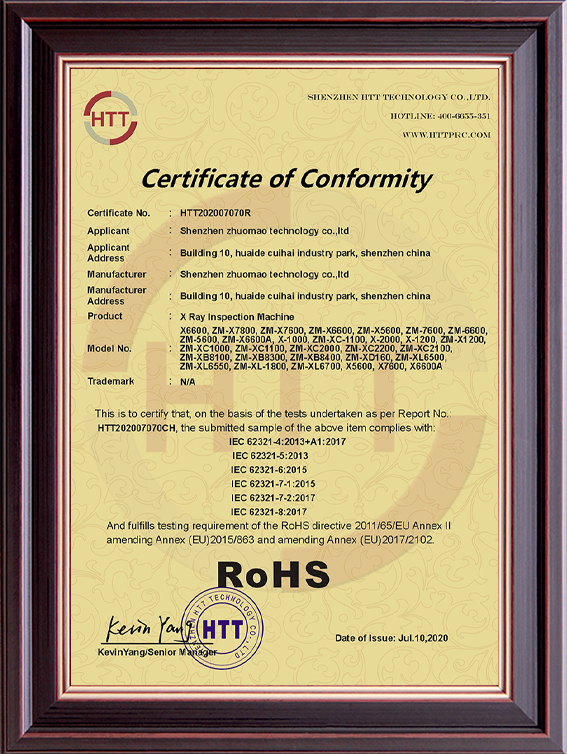 HTT
SHENZHEN HTT TECHNOLOGY CO.,LTD.
HOTLINE: 400-6655-351
WWW.HTTPRC.COM
Certificate of Conformity
Certificate No. : HTT202007070R
Applicant : Shenzhen zhuomao technology co.,ltd
Applicant Address : Building 10, huaide cuihai industry park, shenzhen china
Manufacturer : Shenzhen zhuomao technology co.,ltd
Manufacturer Address : Building 10, huaide cuihai industry park, shenzhen china
Product : X Ray Inspection Machine
Model No. : X6600, ZM-X7800, ZM-X7600, ZM-X6600, ZM-X5600, ZM-7600, ZM-6600,
ZM-5600, ZM-X6600A, X-1000, ZM-XC-1100, X-2000, X-1200, ZM-X1200,
ZM-XC1000, ZM-XC1100, ZM-XC2000, ZM-XC2200, ZM-XC2100,
ZM-XB8100, ZM-XB8300, ZM-XB8400, ZM-XD160, ZM-XL6500,
ZM-XL6550, ZM-XL-1800, ZM-XL6700, X5600, X7600, X6600A
Trademark : N/A
This is to certify that, on the basis of the tests undertaken as per Report No.:
HTT202007070CH, the submitted sample of the above item complies with:
IEC 62321-4:2013+A1:2017
IEC 62321-5:2013
IEC 62321-6:2015
IEC 62321-7-1:2015
IEC 62321-7-2:2017
IEC 62321-8:2017
And fulfills testing requirement of the RoHS directive 2011/65/EU Annex II
amending Annex (EU)2015/863 and amending Annex (EU)2017/2102.
RoHS
Kevin Yang
SHENZHEN HTT TECHNOLOGY CO., LTD
HTT
KevinYang/Senior Manager
Date of Issue: Jul.10,2020